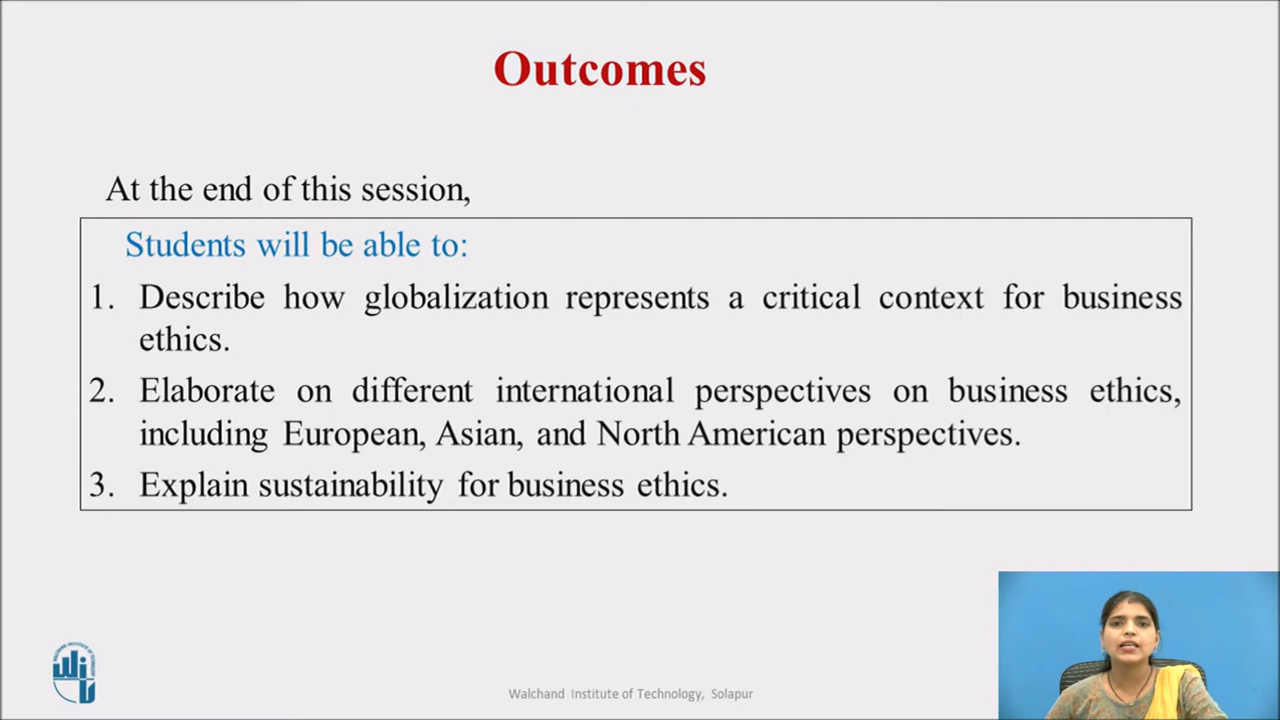 Outcomes
At the end of this session,
Students will be able to:
1. Describe how globalization represents a critical context for business
ethics.
2. Elaborate on different international perspectives on business ethics,
including European, Asian, and North American perspectives.
3. Explain sustainability for business ethics.
Walchand Institute of Technology, Solapur